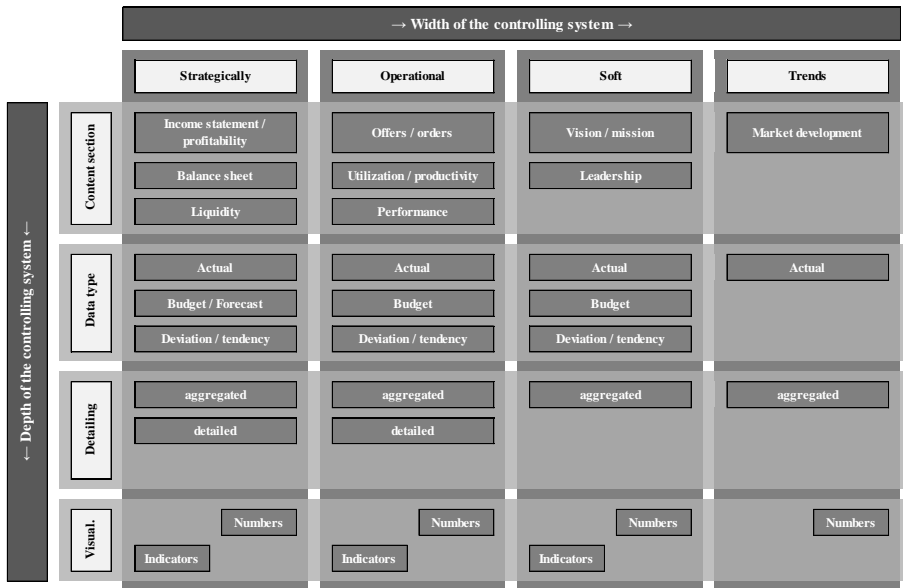 → Width of the controlling system →
Strategically
Operational
Soft
Trends
← Depth of the controlling system ←
Content section
Income statement /
profitability
Offers / orders
Vision / mission
Market development
Balance sheet
Utilization / productivity
Leadership
Liquidity
Performance
Data type
Actual
Actual
Actual
Actual
Budget / Forecast
Budget
Budget
Deviation / tendency
Deviation / tendency
Deviation / tendency
Detailing
aggregated
aggregated
aggregated
aggregated
detailed
detailed
Visual.
Numbers
Numbers
Numbers
Numbers
Indicators
Indicators
Indicators